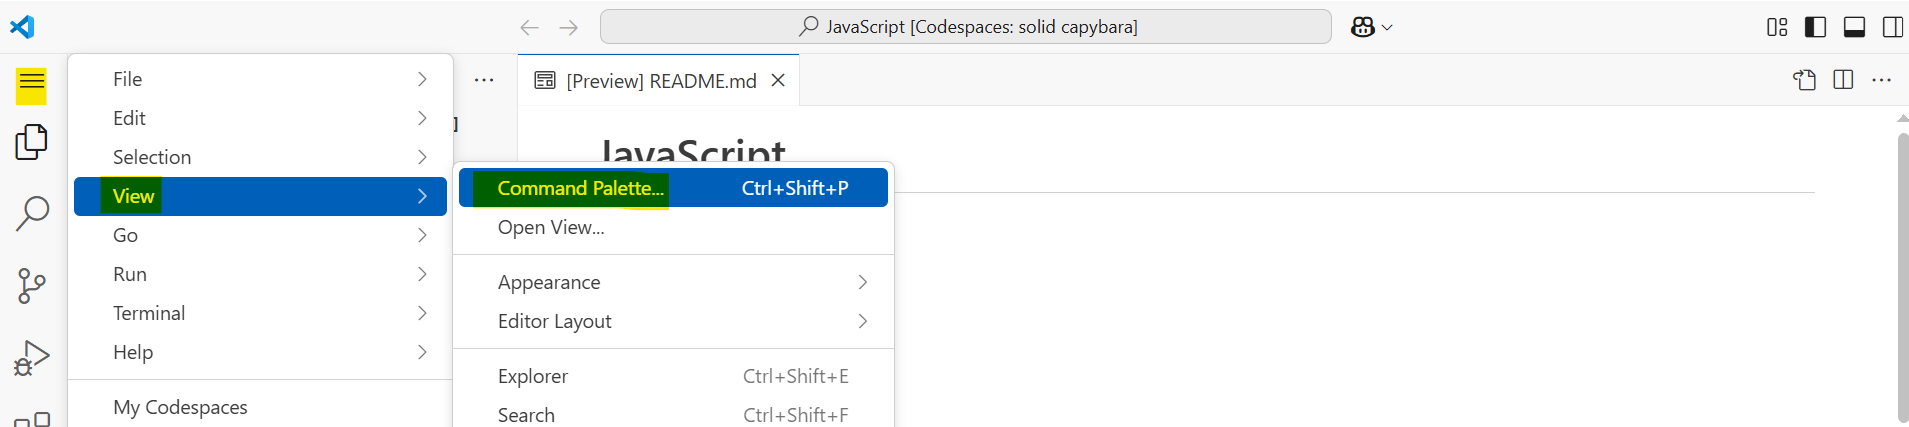 JavaScript [Codespaces: solid capybara]
File
Edit
Selection
View
Go
Run
Terminal
Help
My Codespaces
[Preview] README.md
JavaScript
Command Palette... Ctrl+Shift+P
Open View...
Appearance
Editor Layout
Explorer Ctrl+Shift+E
Search Ctrl+Shift+F